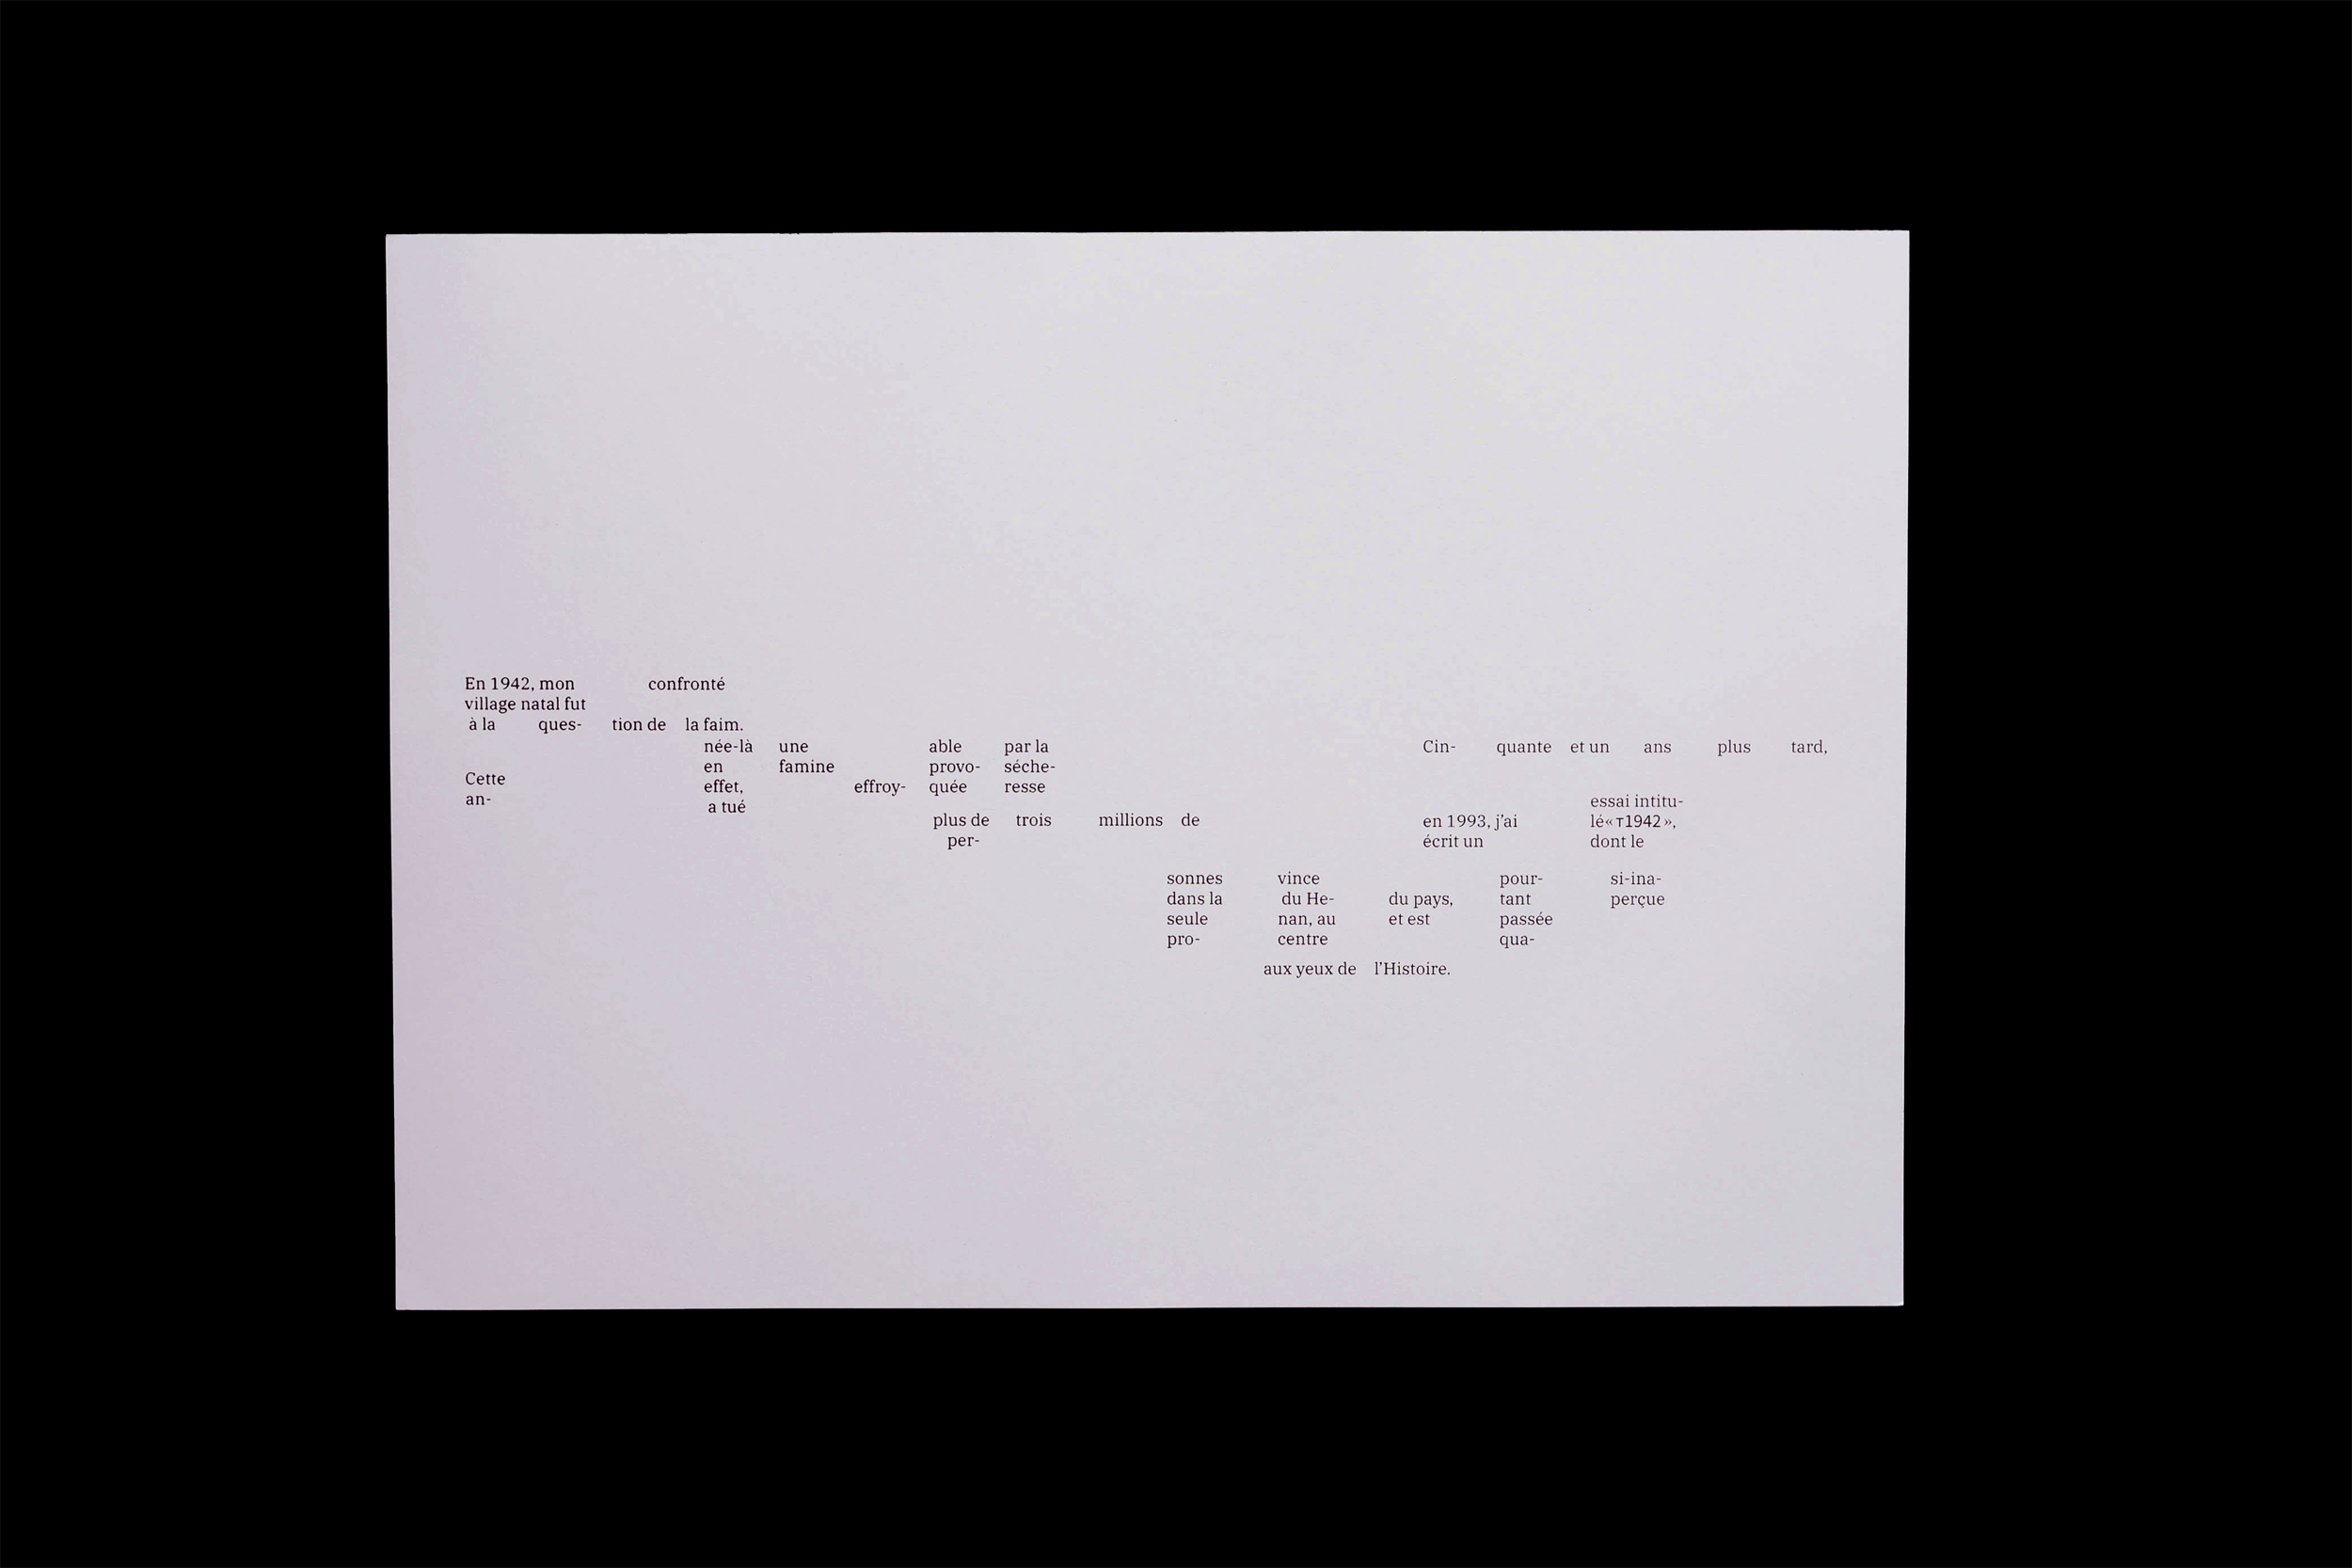 En 1942, mon
village natal fut
confronté
à la ques- tion de la faim.
Cette
an-
née-là
en
effet,
a tué
une
famine
effroy-
able
provo-
quée
par la
séche-
resse
plus de trois millions de
per-
sonnes
dans la
seule
pro-
vince
du He-
nan, au
centre
du pays,
et est
pour-
tant
passée
qua-
si-ina-
perçue
aux yeux de l’Histoire.
Cin- quante et un ans plus tard,
en 1993, j’ai
écrit un
essai intitu-
lé« T1942 »,
dont le